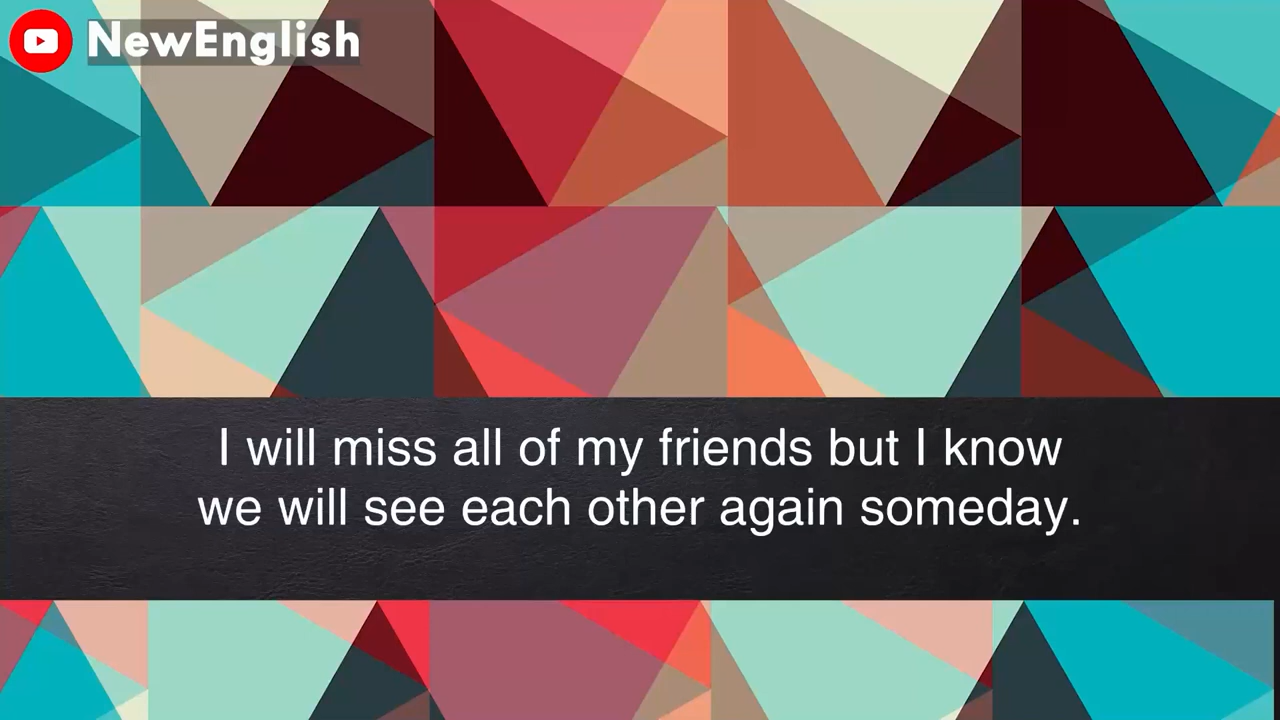 NewEnglish
I will miss all of my friends but I know
we will see each other again someday.